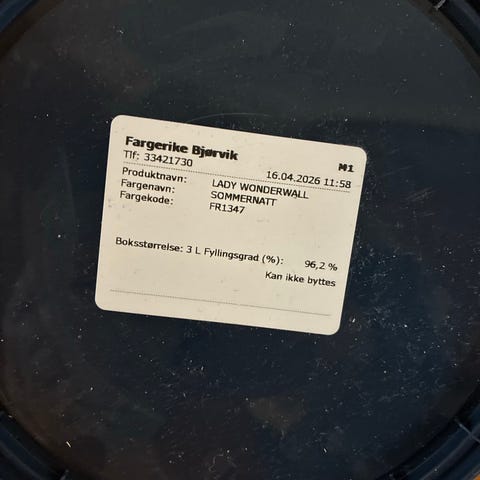 Fargerike Bjørvik
M1
Tlf: 33421730
16.04.2026 11:58
Produktnavn: LADY WONDERWALL
Fargenavn: SOMMERNATT
Fargekode: FR1347
Boksstørrelse: 3 L Fyllingsgrad (%): 96,2 %
Kan ikke byttes